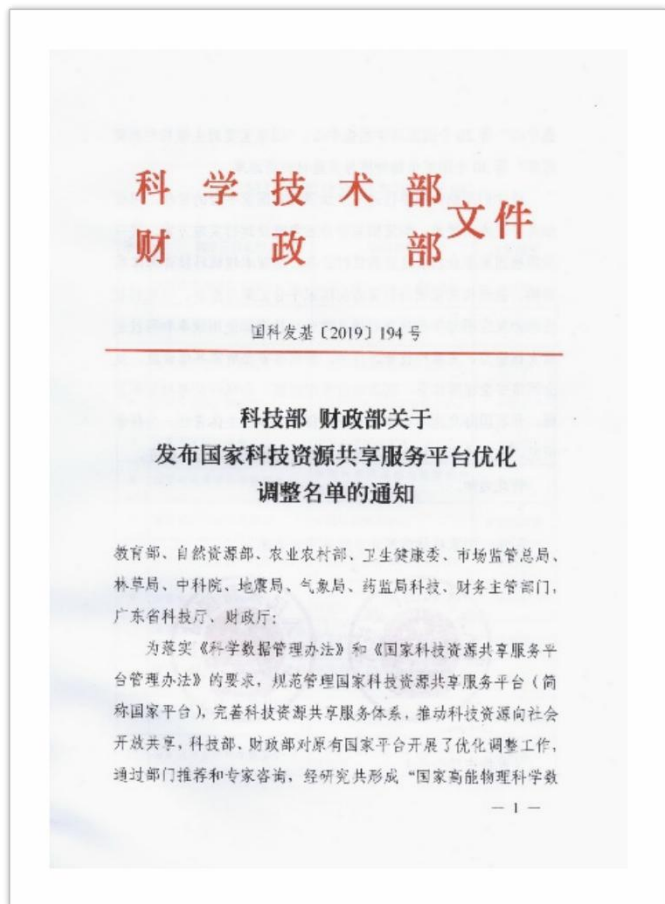 科学技术部
财政部
文件
国科发基〔2019〕194号
科技部 财政部关于
发布国家科技资源共享服务平台优化
调整名单的通知
教育部、自然资源部、农业农村部、卫生健康委、市场监管总局、
林草局、中科院、地震局、气象局、药监局科技、财务主管部门，
广东省科技厅、财政厅：
为落实《科学数据管理办法》和《国家科技资源共享服务平
台管理办法》的要求，规范管理国家科技资源共享服务平台（简
称国家平台），完善科技资源共享服务体系，推动科技资源向社会
开放共享，科技部、财政部对原有国家平台开展了优化调整工作，
通过部门推荐和专家咨询，经研究共形成“国家高能物理科学数
— 1 —